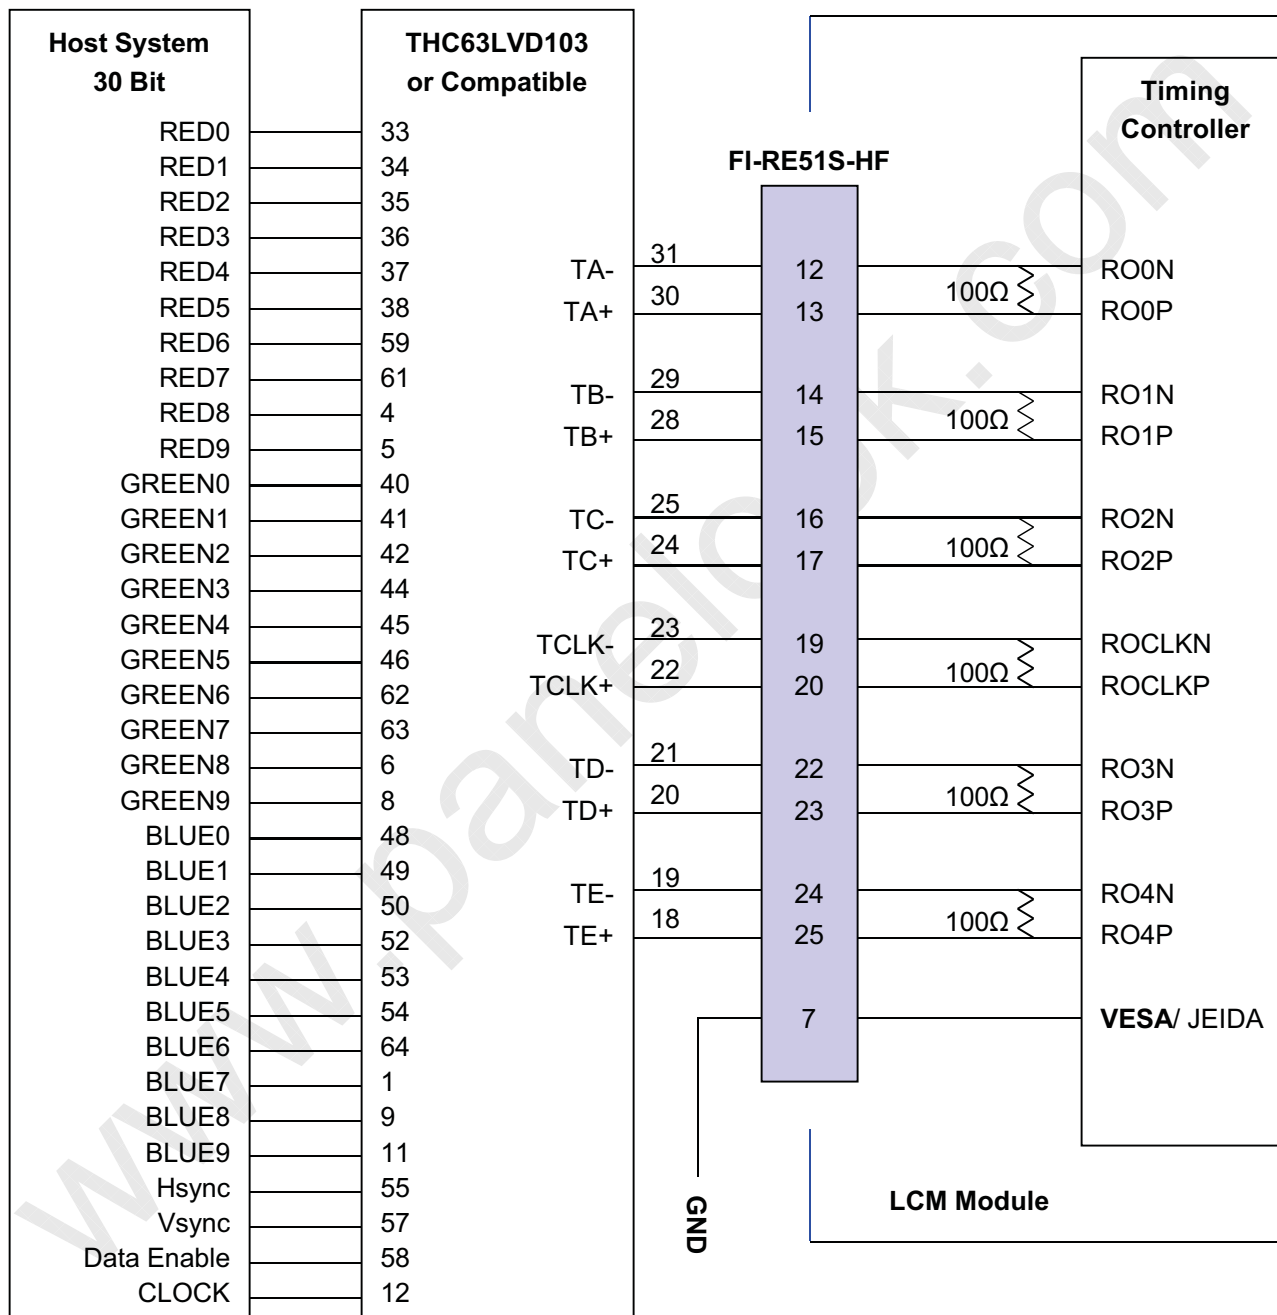 Host System
30 Bit
RED0
RED1
RED2
RED3
RED4
RED5
RED6
RED7
RED8
RED9
GREEN0
GREEN1
GREEN2
GREEN3
GREEN4
GREEN5
GREEN6
GREEN7
GREEN8
GREEN9
BLUE0
BLUE1
BLUE2
BLUE3
BLUE4
BLUE5
BLUE6
BLUE7
BLUE8
BLUE9
Hsync
Vsync
Data Enable
CLOCK
THC63LVD103
or Compatible
33
34
35
36
37
38
59
61
4
5
40
41
42
44
45
46
62
63
6
8
48
49
50
52
53
54
64
1
9
11
55
57
58
12
TA-
TA+
TB-
TB+
TC-
TC+
TCLK-
TCLK+
TD-
TD+
TE-
TE+
31
30
29
28
25
24
23
22
21
20
19
18
FI-RE51S-HF
12
13
14
15
16
17
19
20
22
23
24
25
7
GND
100Ω
100Ω
100Ω
100Ω
100Ω
100Ω
Timing
Controller
RO0N
RO0P
RO1N
RO1P
RO2N
RO2P
ROCLKN
ROCLKP
RO3N
RO3P
RO4N
RO4P
VESA/ JEIDA
LCM Module
www.panelook.com